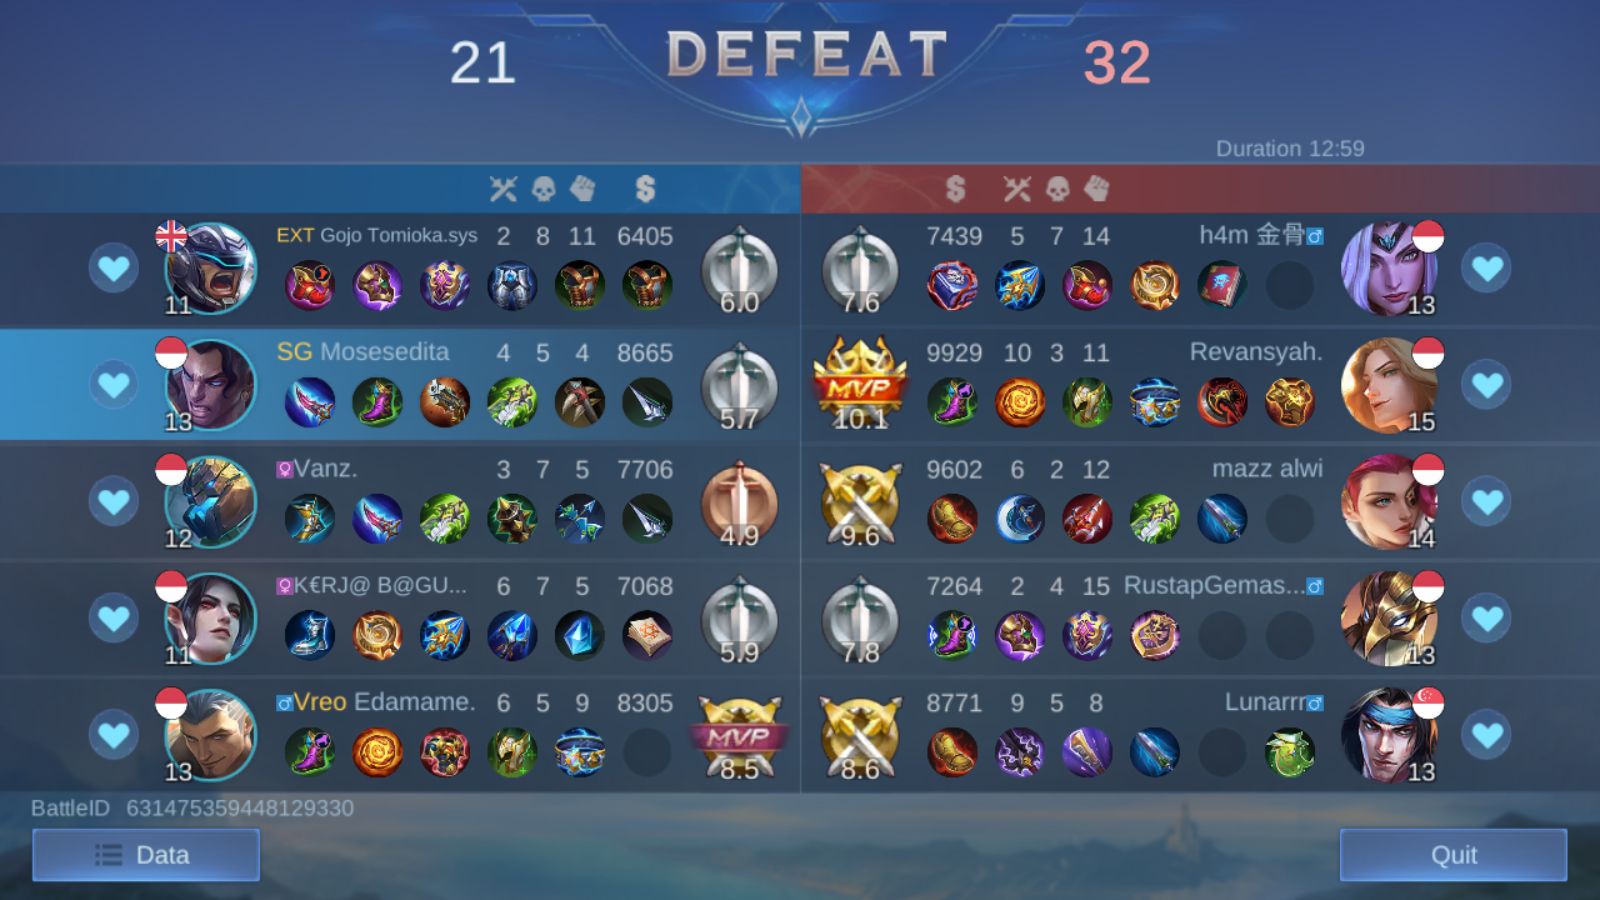 21 DEFEAT 32
Duration 12:59
EXT Gojo Tomioka.sys 2 8 11 6405
11 6.0
7439 5 7 14 h4m 金骨♂
7.6 13
SG Mosesedita 4 5 4 8665
13 5.7
9929 10 3 11 Revansyah.
MVP
10.1 15
♀Vanz. 3 7 5 7706
12 4.9
9602 6 2 12 mazz alwi
9.6 14
♀K€RJ@ B@GU... 6 7 5 7068
11 5.9
7264 2 4 15 RustapGemas...♂
7.8 13
♂Vreo Edamame. 6 5 9 8305
MVP
13 8.5
8771 9 5 8 Lunarrr♂
8.6 13
BattleID 631475359448129330
Data
Quit